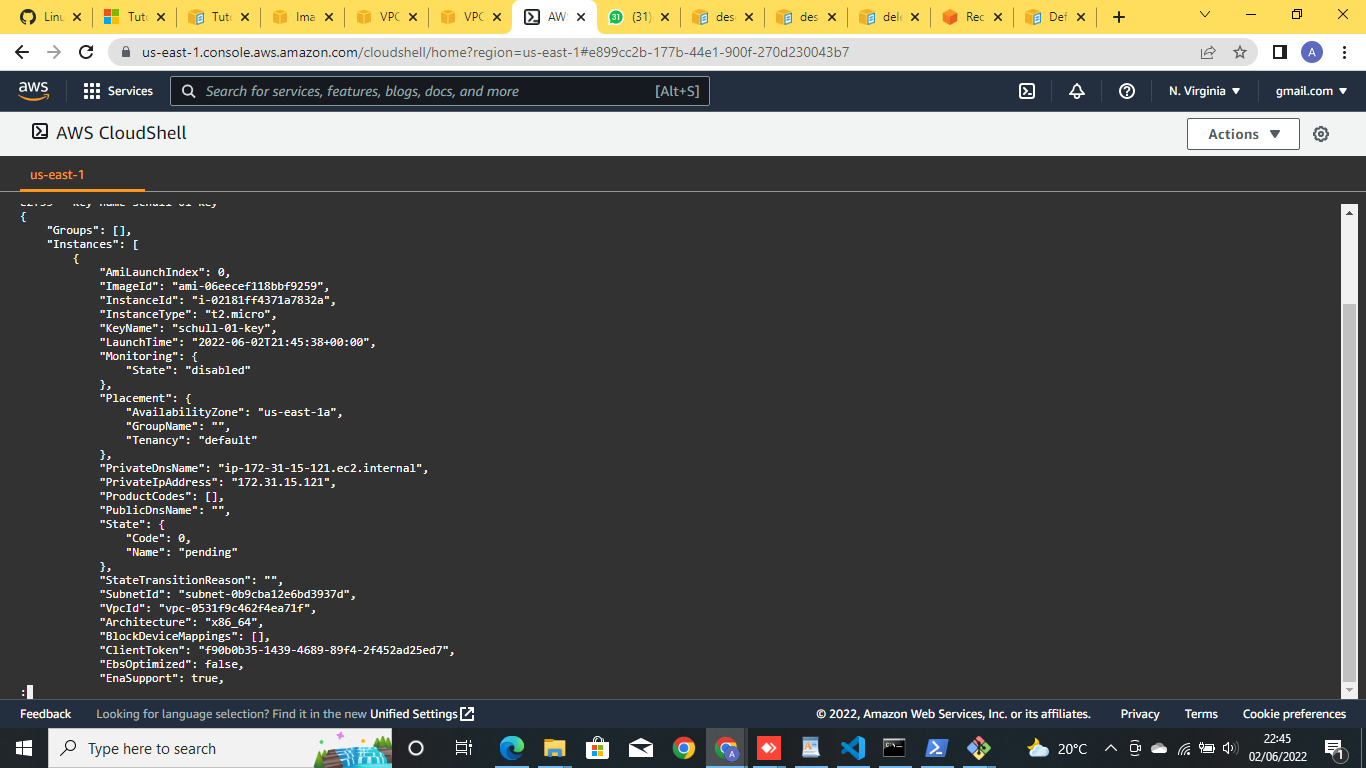 Linu
Tuto
Tuto
Ima
VPC
VPC
AWS
(31)
des
des
dele
Rec
Def
us-east-1.console.aws.amazon.com/cloudshell/home?region=us-east-1#e899cc2b-177b-44e1-900f-270d230043b7
A
aws
Services
Search for services, features, blogs, docs, and more
[Alt+S]
N. Virginia
gmail.com
AWS CloudShell
Actions
us-east-1
e2f99 --key-name schull-01-key
{
"Groups": [],
"Instances": [
{
"AmiLaunchIndex": 0,
"ImageId": "ami-06eecef118bbf9259",
"InstanceId": "i-02181ff4371a7832a",
"InstanceType": "t2.micro",
"KeyName": "schull-01-key",
"LaunchTime": "2022-06-02T21:45:38+00:00",
"Monitoring": {
"State": "disabled"
},
"Placement": {
"AvailabilityZone": "us-east-1a",
"GroupName": "",
"Tenancy": "default"
},
"PrivateDnsName": "ip-172-31-15-121.ec2.internal",
"PrivateIpAddress": "172.31.15.121",
"ProductCodes": [],
"PublicDnsName": "",
"State": {
"Code": 0,
"Name": "pending"
},
"StateTransitionReason": "",
"SubnetId": "subnet-0b9cba12e6bd3937d",
"VpcId": "vpc-0531f9c462f4ea71f",
"Architecture": "x86_64",
"BlockDeviceMappings": [],
"ClientToken": "f90b0b35-1439-4689-89f4-2f452ad25ed7",
"EbsOptimized": false,
"EnaSupport": true,
:
Feedback
Looking for language selection? Find it in the new Unified Settings
© 2022, Amazon Web Services, Inc. or its affiliates.
Privacy
Terms
Cookie preferences
Type here to search
20°C
22:45
02/06/2022
1